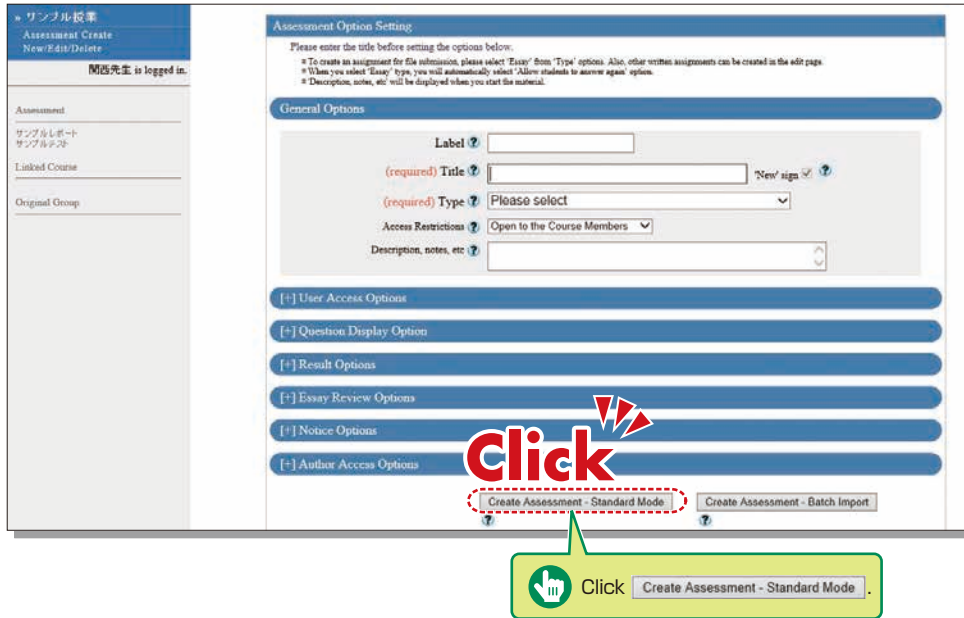 » サンプル授業
Assessment Create
New/Edit/Delete
関西先生 is logged in.
Assessment
サンプルレポート
サンプルテスト
Linked Course
Original Group
Assessment Option Setting
Please enter the title before setting the options below.
※ To create an assignment for file submission, please select 'Essay' from 'Type' options. Also, other written assignments can be created in the edit page.
※ When you select 'Essay' type, you will automatically select 'Allow students to answer again' option.
※ 'Description, notes, etc' will be displayed when you start the material.
General Options
Label ?
(required) Title ? 'New' sign ?
(required) Type ? Please select
Access Restrictions ? Open to the Course Members
Description, notes, etc ?
[+] User Access Options
[+] Question Display Option
[+] Result Options
[+] Essay Review Options
[+] Notice Options
[+] Author Access Options
Click
Create Assessment - Standard Mode Create Assessment - Batch Import
? ?
Click Create Assessment - Standard Mode .